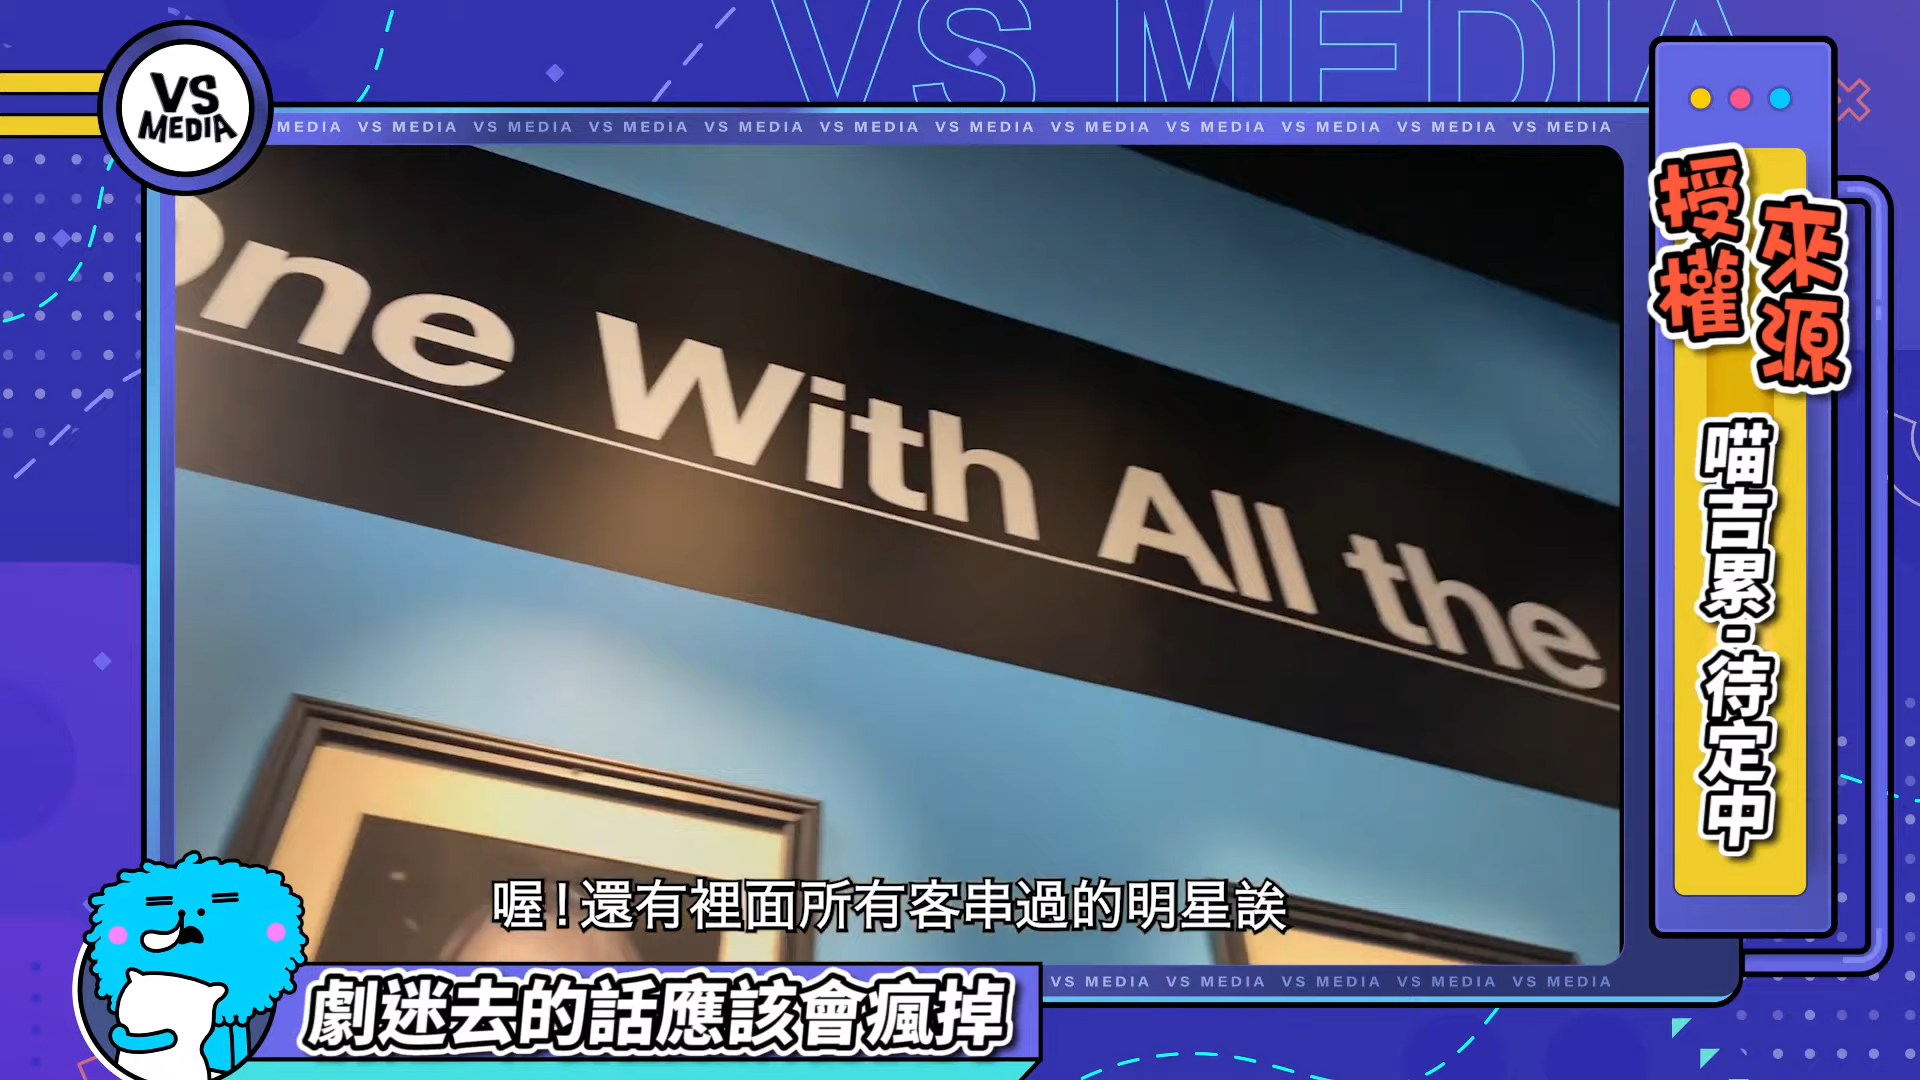 VS MEDIA
VS
MEDIA
MEDIA VS MEDIA VS MEDIA VS MEDIA VS MEDIA VS MEDIA VS MEDIA VS MEDIA VS MEDIA VS MEDIA VS MEDIA VS MEDIA
One With All the
授權
來源
喵吉累:待定中
喔!還有裡面所有客串過的明星誒
VS MEDIA VS MEDIA VS MEDIA VS MEDIA VS MEDIA
劇迷去的話應該會瘋掉